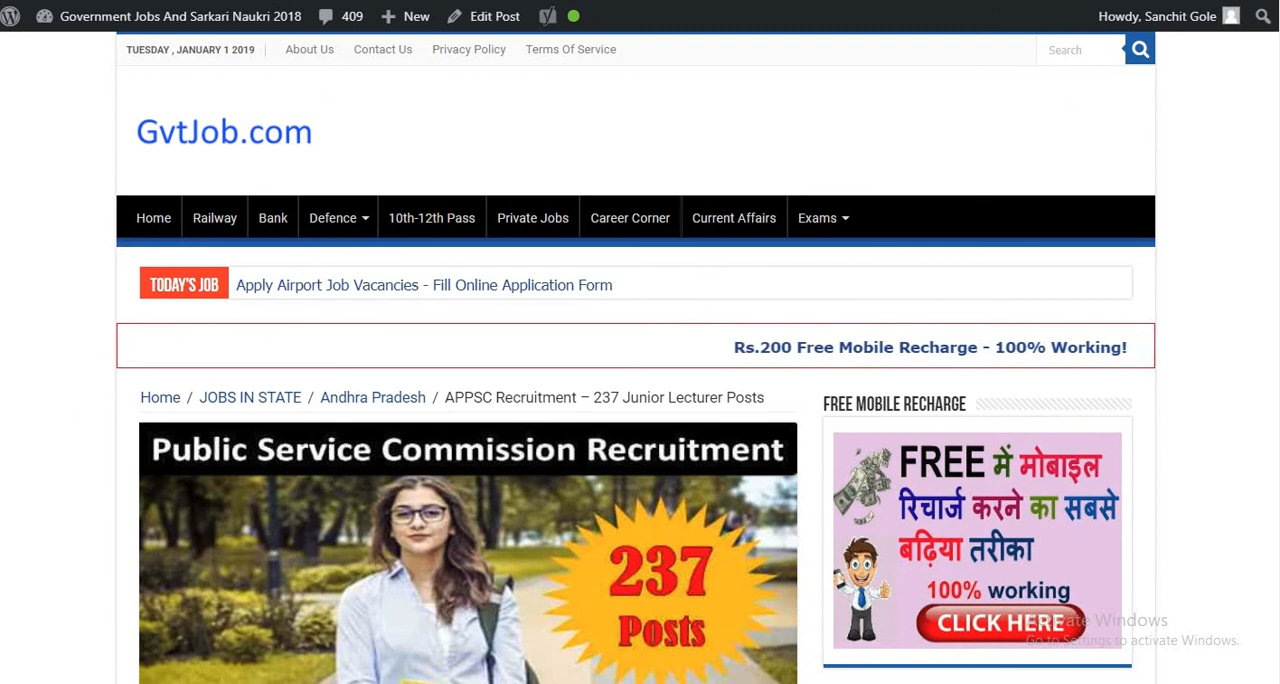 Government Jobs And Sarkari Naukri 2018 409 New Edit Post Howdy, Sanchit Gole
TUESDAY , JANUARY 1 2019 About Us Contact Us Privacy Policy Terms Of Service Search
GvtJob.com
Home Railway Bank Defence 10th-12th Pass Private Jobs Career Corner Current Affairs Exams
TODAY'S JOB Apply Airport Job Vacancies - Fill Online Application Form
Rs.200 Free Mobile Recharge - 100% Working!
Home / JOBS IN STATE / Andhra Pradesh / APPSC Recruitment – 237 Junior Lecturer Posts
Public Service Commission Recruitment
237
Posts
FREE MOBILE RECHARGE
FREE में मोबाइल
रिचार्ज करने का सबसे
बढ़िया तरीका
100% working
CLICK HERE
Activate Windows
Go to Settings to activate Windows.